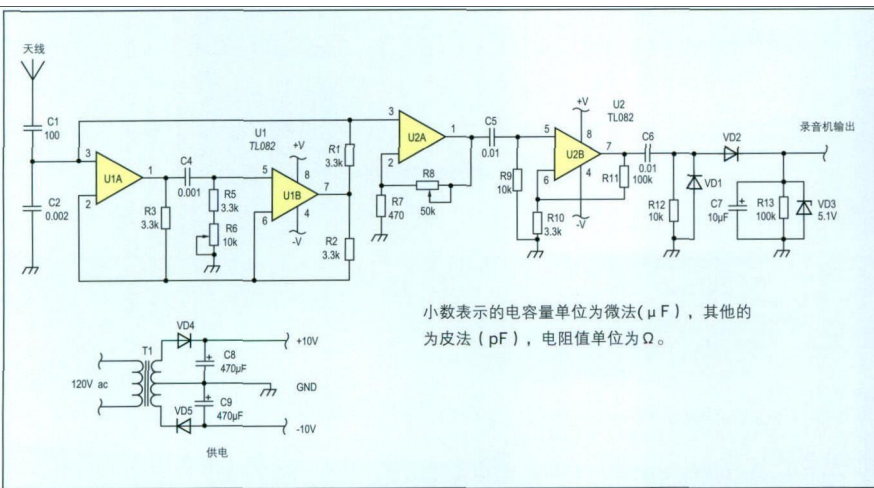 天线
C1
100
C2
0.002
3
2
1
U1A
R3
3.3k
C4
0.001
R5
3.3k
R6
10k
U1
TL082
+V
5
6
8
7
4
U1B
-V
R1
3.3k
R2
3.3k
3
2
1
U2A
R7
470
R8
50k
C5
0.01
R9
10k
R10
3.3k
+V
U2
TL082
5
6
8
7
4
U2B
-V
R11
100k
C6
0.01
R12
10k
VD1
VD2
录音机输出
C7
10μF
+
R13
100k
VD3
5.1V
小数表示的电容量单位为微法(μF),其他的
为皮法(pF),电阻值单位为Ω。
120V ac
T1
VD4
VD5
+
C8
470μF
+
C9
470μF
+10V
GND
-10V
供电